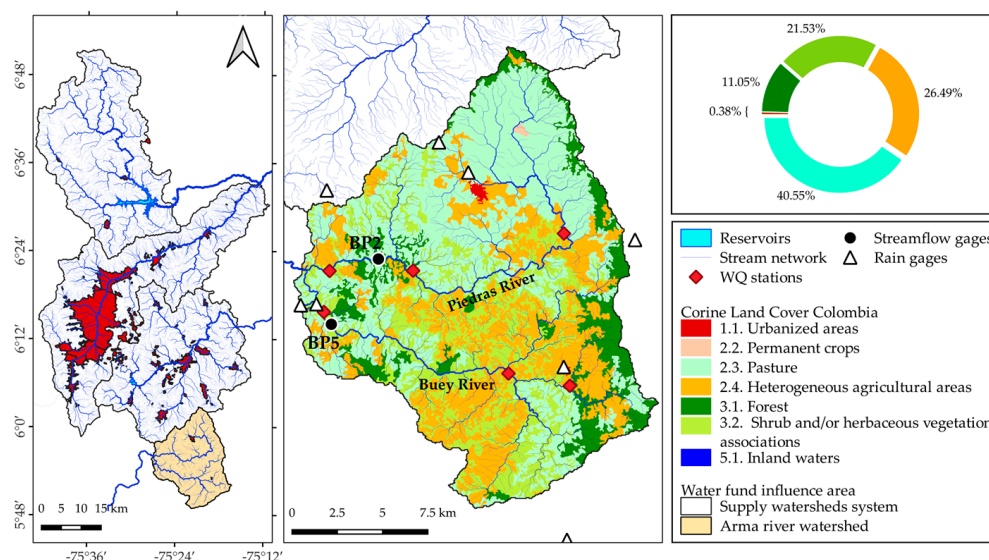 6°48'
6°36'
6°24'
6°12'
6°0'
5°48'
0 5 10 15 km
-75°36' -75°24' -75°12'
BP2
Piedras River
BP5
Buey River
0 2.5 5 7.5 km
21.53%
11.05%
26.49%
0.38% {
40.55%
Reservoirs
Streamflow gages
Stream network
Rain gages
WQ stations
Corine Land Cover Colombia
1.1. Urbanized areas
2.2. Permanent crops
2.3. Pasture
2.4. Heterogeneous agricultural areas
3.1. Forest
3.2. Shrub and/or herbaceous vegetation
associations
5.1. Inland waters
Water fund influence area
Supply watersheds system
Arma river watershed